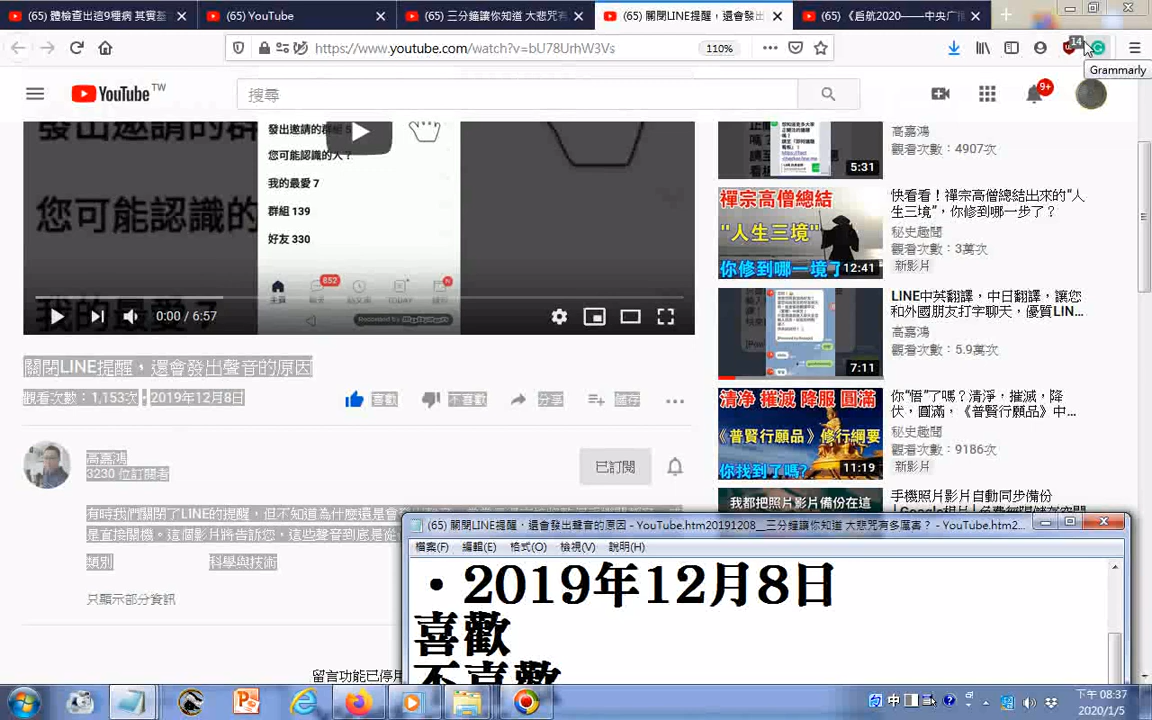 (65) 體檢查出這9種病 其實基
(65) YouTube
(65) 三分鐘讓你知道 大悲咒有
(65) 關閉LINE提醒，還會發出
(65) 《启航2020——中央广
https://www.youtube.com/watch?v=bU78UrhW3Vs
110%
14
Grammarly
YouTube TW
搜尋
9+
發出邀請的群
您可能認識的
我的最愛 7
發出邀請的群組 5
您可能認識的人?
我的最愛 7
群組 139
好友 330
852
N
主頁
TODAY
0:00 / 6:57
關閉LINE提醒，還會發出聲音的原因
觀看次數：1,153次 • 2019年12月8日
喜歡
不喜歡
分享
儲存
高嘉鴻
3230 位訂閱者
已訂閱
有時我們關閉了LINE的提醒，但不知道為什麼還是會
是直接關機。這個影片將告訴您，這些聲音到底是從
類別
科學與技術
只顯示部分資訊
留言功能已停用
5:31
高嘉鴻
觀看次數：4907次
禪宗高僧總結
"人生三境"
你修到哪一境了
12:41
快看看！禪宗高僧總結出來的“人
生三境”，你修到哪一步了？
秘史趣聞
觀看次數：3萬次
新影片
7:11
LINE中英翻譯，中日翻譯，讓您
和外國朋友打字聊天，優質LIN...
高嘉鴻
觀看次數：5.9萬次
清净 摧滅 降服 圓滿
《普賢行願品》修行綱要
你找到了嗎?
11:19
你“悟”了嗎？清淨，摧滅，降
伏，圓滿，《普賢行願品》中...
秘史趣聞
觀看次數：9186次
新影片
我都把照片影片備份在這
手機照片影片自動同步備份
(65) 關閉LINE提醒，還會發出聲音的原因 - YouTube.htm20191208__三分鐘讓你知道 大悲咒有多厲害？ - YouTube.htm2...
檔案(F)
編輯(E)
格式(O)
檢視(V)
說明(H)
•2019年12月8日
喜歡
不喜歡
中
下午 08:37
2020/1/5